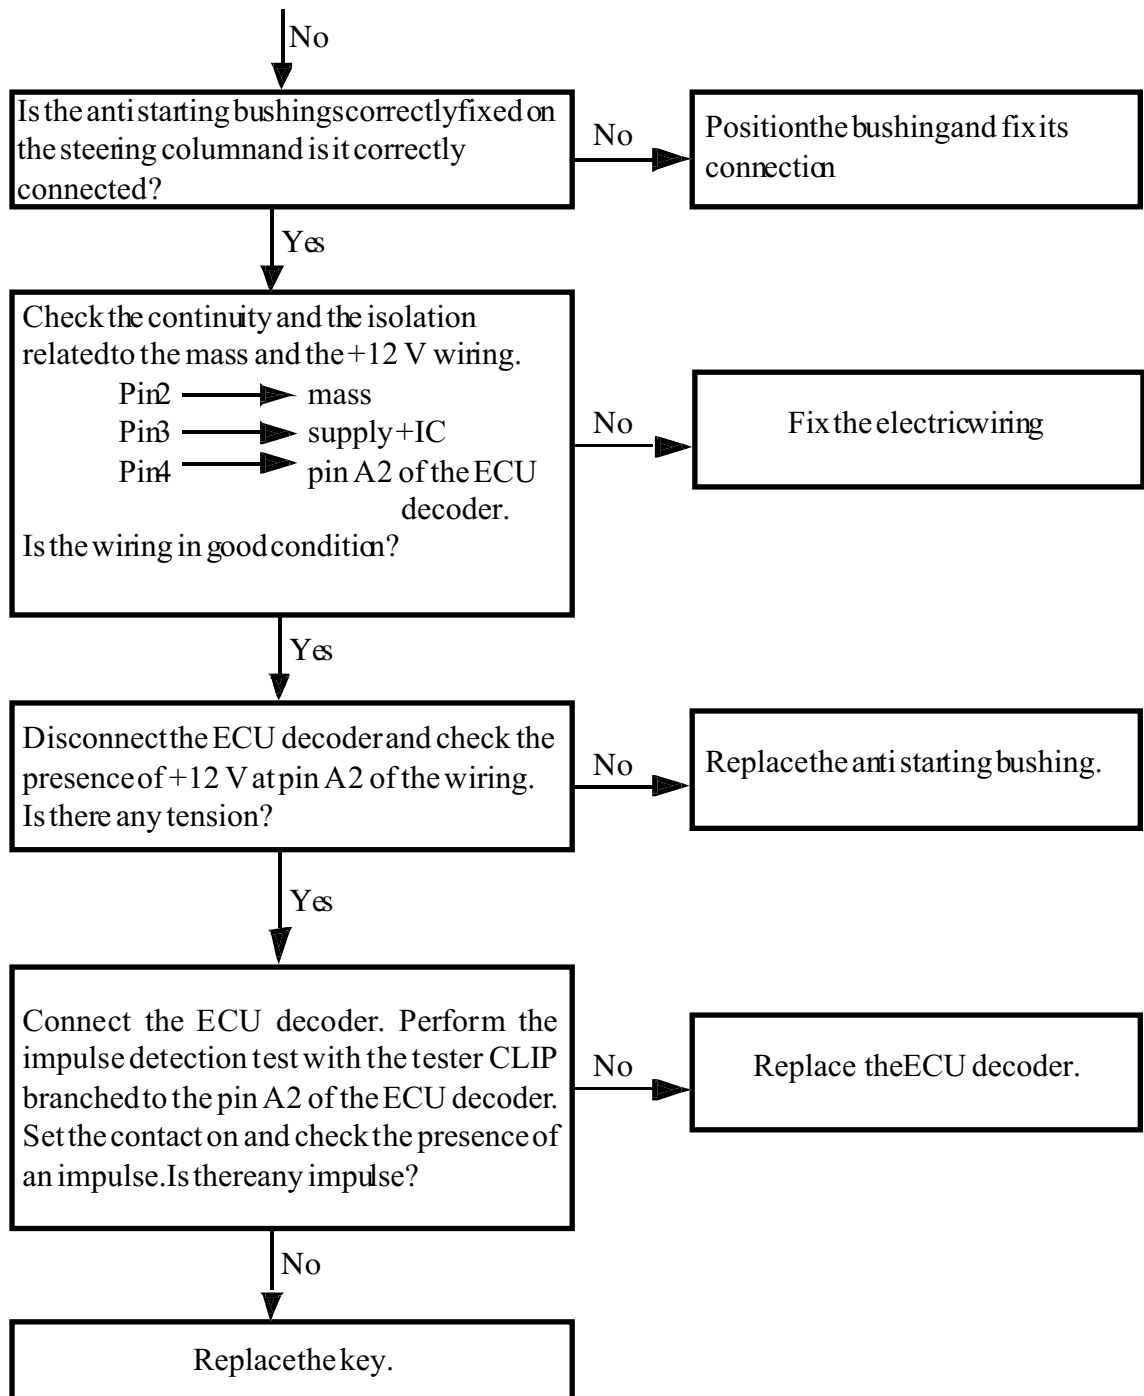 No
Is the anti starting bushings correctly fixed on
the steering column and is it correctly
connected?
No
Position the bushing and fix its
connection
Yes
Check the continuity and the isolation
related to the mass and the +12 V wiring.
Pin2 mass
Pin3 supply +IC
Pin4 pin A2 of the ECU
decoder.
Is the wiring in good condition?
No
Fix the electric wiring
Yes
Disconnect the ECU decoder and check the
presence of +12 V at pin A2 of the wiring.
Is there any tension?
No
Replace the anti starting bushing.
Yes
Connect the ECU decoder. Perform the
impulse detection test with the tester CLIP
branched to the pin A2 of the ECU decoder.
Set the contact on and check the presence of
an impulse. Is there any impulse?
No
Replace the ECU decoder.
No
Replace the key.